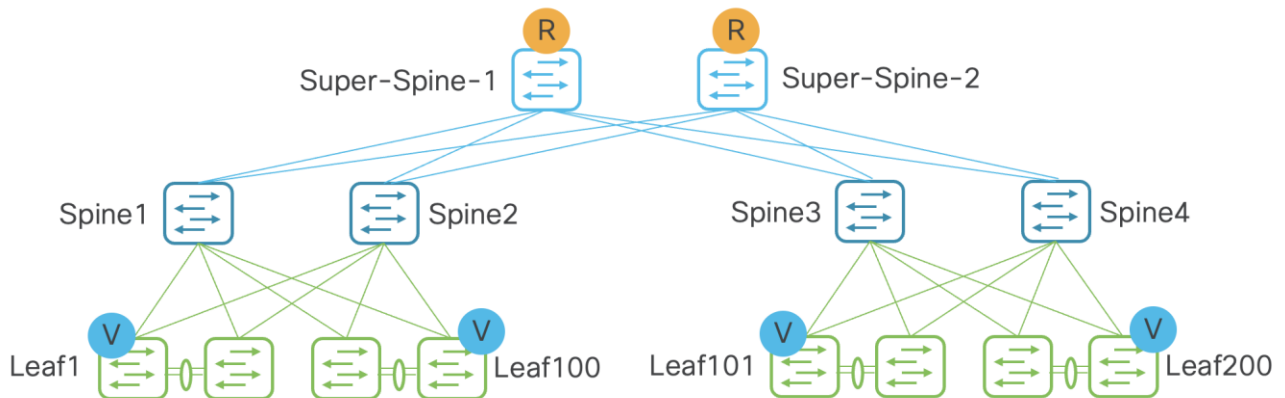 R
R
Super-Spine-1
Super-Spine-2
Spine1
Spine2
Spine3
Spine4
V
V
V
V
Leaf1
Leaf100
Leaf101
Leaf200